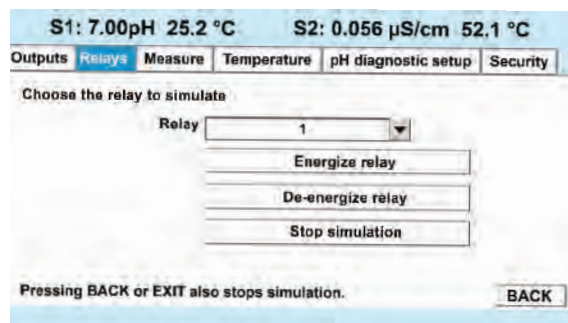 S1: 7.00pH 25.2 °C S2: 0.056 µS/cm 52.1 °C
Outputs Relays Measure Temperature pH diagnostic setup Security
Choose the relay to simulate
Relay 1
Energize relay
De-energize relay
Stop simulation
Pressing BACK or EXIT also stops simulation. BACK